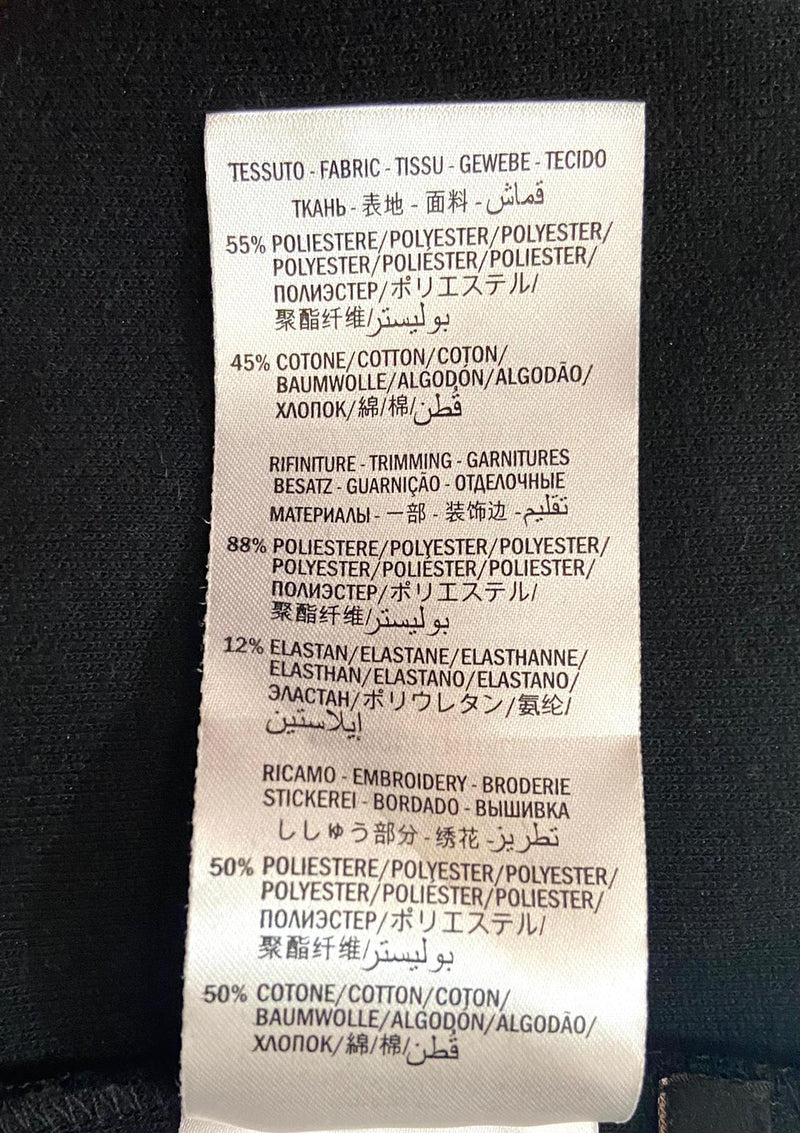 TESSUTO - FABRIC - TISSU - GEWEBE - TECIDO
ТКАНЬ - 表地 - 面料 - قماش
55% POLIESTERE/POLYESTER/POLYESTER/
POLYESTER/POLIÉSTER/POLIESTER/
ПОЛИЭСТЕР/ポリエステル/
聚酯纤维/بوليستر
45% COTONE/COTTON/COTON/
BAUMWOLLE/ALGODÓN/ALGODÃO/
ХЛОПОК/綿/棉/قُطن
RIFINITURE - TRIMMING - GARNITURES
BESATZ - GUARNIÇÃO - ОТДЕЛОЧНЫЕ
МАТЕРИАЛЫ - 一部 - 装饰边 - تقليم
88% POLIESTERE/POLYESTER/POLYESTER/
POLYESTER/POLIÉSTER/POLIESTER/
ПОЛИЭСТЕР/ポリエステル/
聚酯纤维/بوليستر
12% ELASTAN/ELASTANE/ELASTHANNE/
ELASTHAN/ELASTANO/ELASTANO/
ЭЛАСТАН/ポリウレタン/氨纶/
إيلاستين
RICAMO - EMBROIDERY - BRODERIE
STICKEREI - BORDADO - ВЫШИВКА
ししゅう部分 - 绣花 - تطريز
50% POLIESTERE/POLYESTER/POLYESTER/
POLYESTER/POLIÉSTER/POLIESTER/
ПОЛИЭСТЕР/ポリエステル/
聚酯纤维/بوليستر
50% COTONE/COTTON/COTON/
BAUMWOLLE/ALGODÓN/ALGODÃO/
ХЛОПОК/綿/棉/قُطن